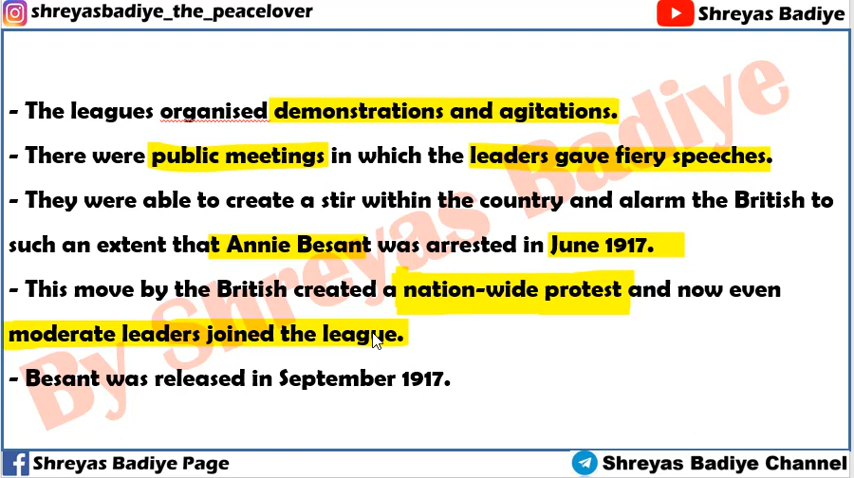 shreyasbadiye_the_peacelover
Shreyas Badiye
- The leagues organised demonstrations and agitations.
- There were public meetings in which the leaders gave fiery speeches.
- They were able to create a stir within the country and alarm the British to
such an extent that Annie Besant was arrested in June 1917.
- This move by the British created a nation-wide protest and now even
moderate leaders joined the league.
- Besant was released in September 1917.
By Shreyas Badiye
Shreyas Badiye Page
Shreyas Badiye Channel